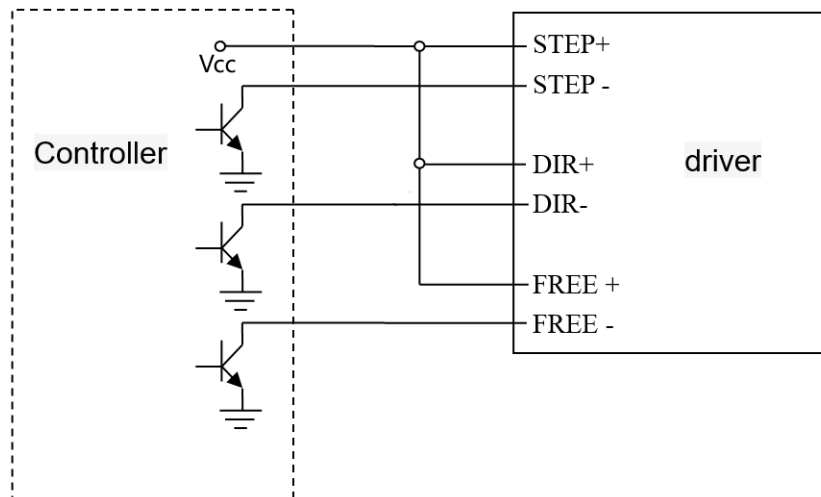 Vcc
STEP+
STEP -
Controller
DIR+
driver
DIR-
FREE +
FREE -